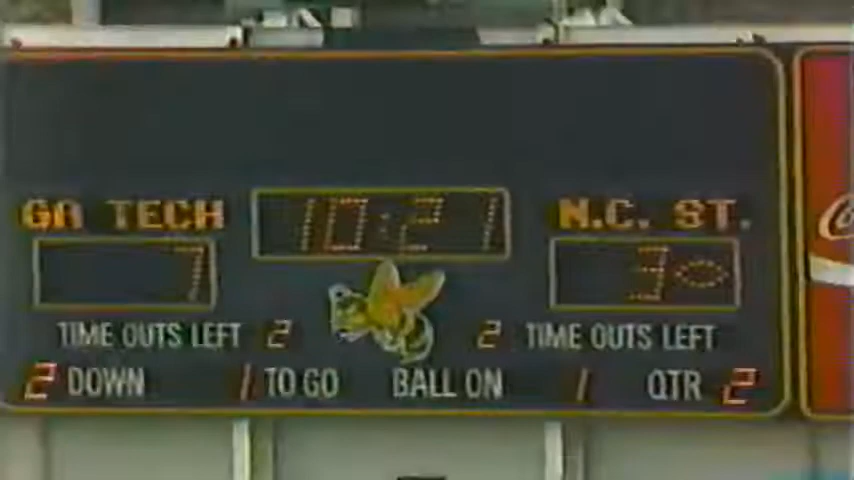 GA TECH 10:21 N.C. ST.
7 3
TIME OUTS LEFT 2 2 TIME OUTS LEFT
2 DOWN 1 TO GO BALL ON 1 QTR 2